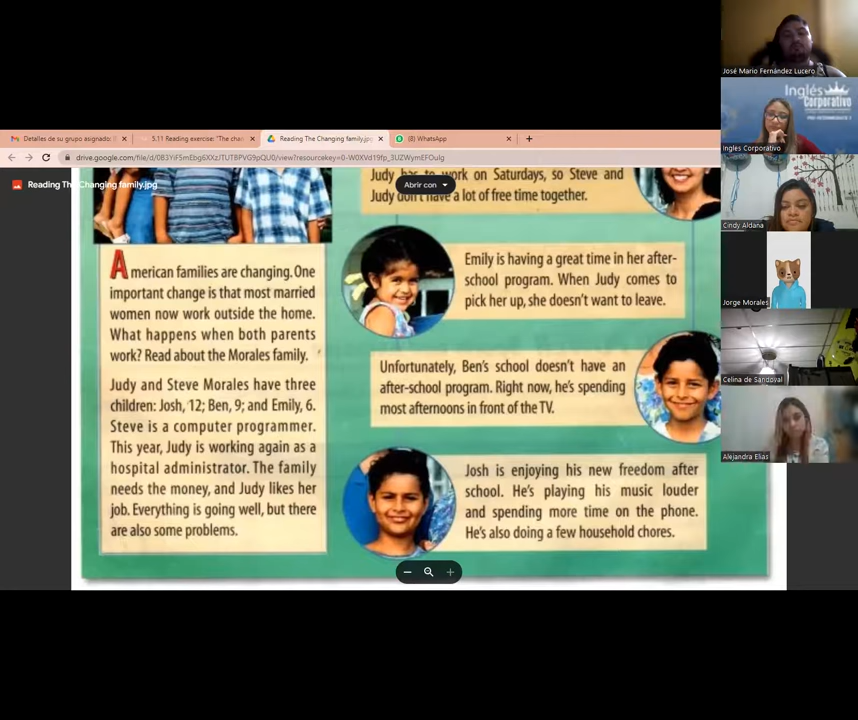 Detalles de su grupo asignado:
5.11 Reading exercise: "The cha
Reading The Changing family.jpg
(8) WhatsApp
Reading The Changing family.jpg
Abrir con
Judy has to work on Saturdays, so Steve and
Judy don't have a lot of free time together.
American families are changing. One
important change is that most married
women now work outside the home.
What happens when both parents
work? Read about the Morales family.
Judy and Steve Morales have three
children: Josh, 12; Ben, 9; and Emily, 6.
Steve is a computer programmer.
This year, Judy is working again as a
hospital administrator. The family
needs the money, and Judy likes her
job. Everything is going well, but there
are also some problems.
Emily is having a great time in her after-
school program. When Judy comes to
pick her up, she doesn't want to leave.
Unfortunately, Ben's school doesn't have an
after-school program. Right now, he's spending
most afternoons in front of the TV.
Josh is enjoying his new freedom after
school. He's playing his music louder
and spending more time on the phone.
He's also doing a few household chores.
José Mario Fernández Lucero
Inglés
Corporativo
Ingles Corporativo
Cindy Aldana
Jorge Morales
Celina de Sandoval
Alejandra Elias